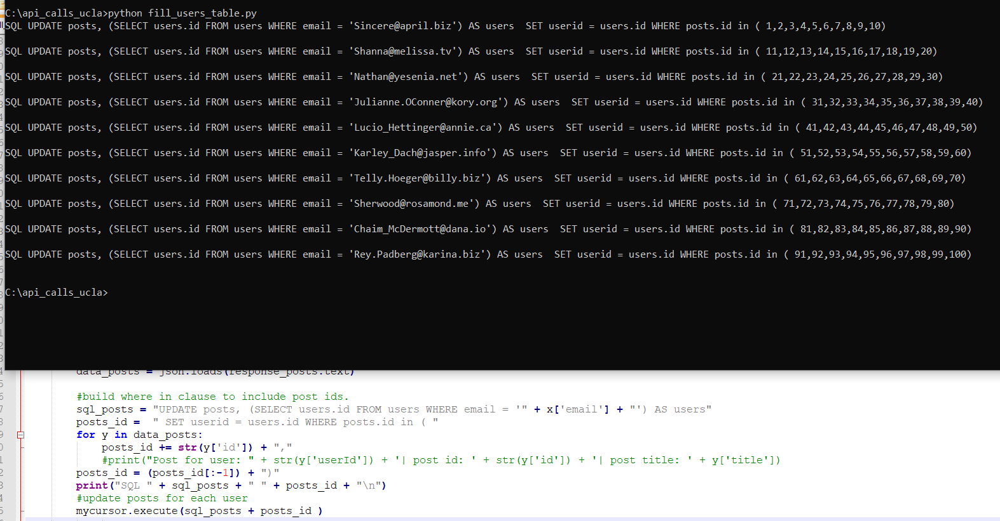 C:\api_calls_ucla>python fill_users_table.py
SQL UPDATE posts, (SELECT users.id FROM users WHERE email = 'Sincere@april.biz') AS users  SET userid = users.id WHERE posts.id in ( 1,2,3,4,5,6,7,8,9,10)
SQL UPDATE posts, (SELECT users.id FROM users WHERE email = 'Shanna@melissa.tv') AS users  SET userid = users.id WHERE posts.id in ( 11,12,13,14,15,16,17,18,19,20)
SQL UPDATE posts, (SELECT users.id FROM users WHERE email = 'Nathan@yesenia.net') AS users  SET userid = users.id WHERE posts.id in ( 21,22,23,24,25,26,27,28,29,30)
SQL UPDATE posts, (SELECT users.id FROM users WHERE email = 'Julianne.OConner@kory.org') AS users  SET userid = users.id WHERE posts.id in ( 31,32,33,34,35,36,37,38,39,40)
SQL UPDATE posts, (SELECT users.id FROM users WHERE email = 'Lucio_Hettinger@annie.ca') AS users  SET userid = users.id WHERE posts.id in ( 41,42,43,44,45,46,47,48,49,50)
SQL UPDATE posts, (SELECT users.id FROM users WHERE email = 'Karley_Dach@jasper.info') AS users  SET userid = users.id WHERE posts.id in ( 51,52,53,54,55,56,57,58,59,60)
SQL UPDATE posts, (SELECT users.id FROM users WHERE email = 'Telly.Hoeger@billy.biz') AS users  SET userid = users.id WHERE posts.id in ( 61,62,63,64,65,66,67,68,69,70)
SQL UPDATE posts, (SELECT users.id FROM users WHERE email = 'Sherwood@rosamond.me') AS users  SET userid = users.id WHERE posts.id in ( 71,72,73,74,75,76,77,78,79,80)
SQL UPDATE posts, (SELECT users.id FROM users WHERE email = 'Chaim_McDermott@dana.io') AS users  SET userid = users.id WHERE posts.id in ( 81,82,83,84,85,86,87,88,89,90)
SQL UPDATE posts, (SELECT users.id FROM users WHERE email = 'Rey.Padberg@karina.biz') AS users  SET userid = users.id WHERE posts.id in ( 91,92,93,94,95,96,97,98,99,100)
C:\api_calls_ucla>
data_posts = json.loads(response_posts.text)
#build where in clause to include post ids.
sql_posts = "UPDATE posts, (SELECT users.id FROM users WHERE email = '" + x['email'] + "') AS users"
posts_id =  " SET userid = users.id WHERE posts.id in ( "
for y in data_posts:
    posts_id += str(y['id']) + ","
    #print("Post for user: " + str(y['userId']) + '| post id: ' + str(y['id']) + '| post title: ' + y['title'])
posts_id = (posts_id[:-1]) + ")"
print("SQL " + sql_posts + " " + posts_id + "\n")
#update posts for each user
mycursor.execute(sql_posts + posts_id )